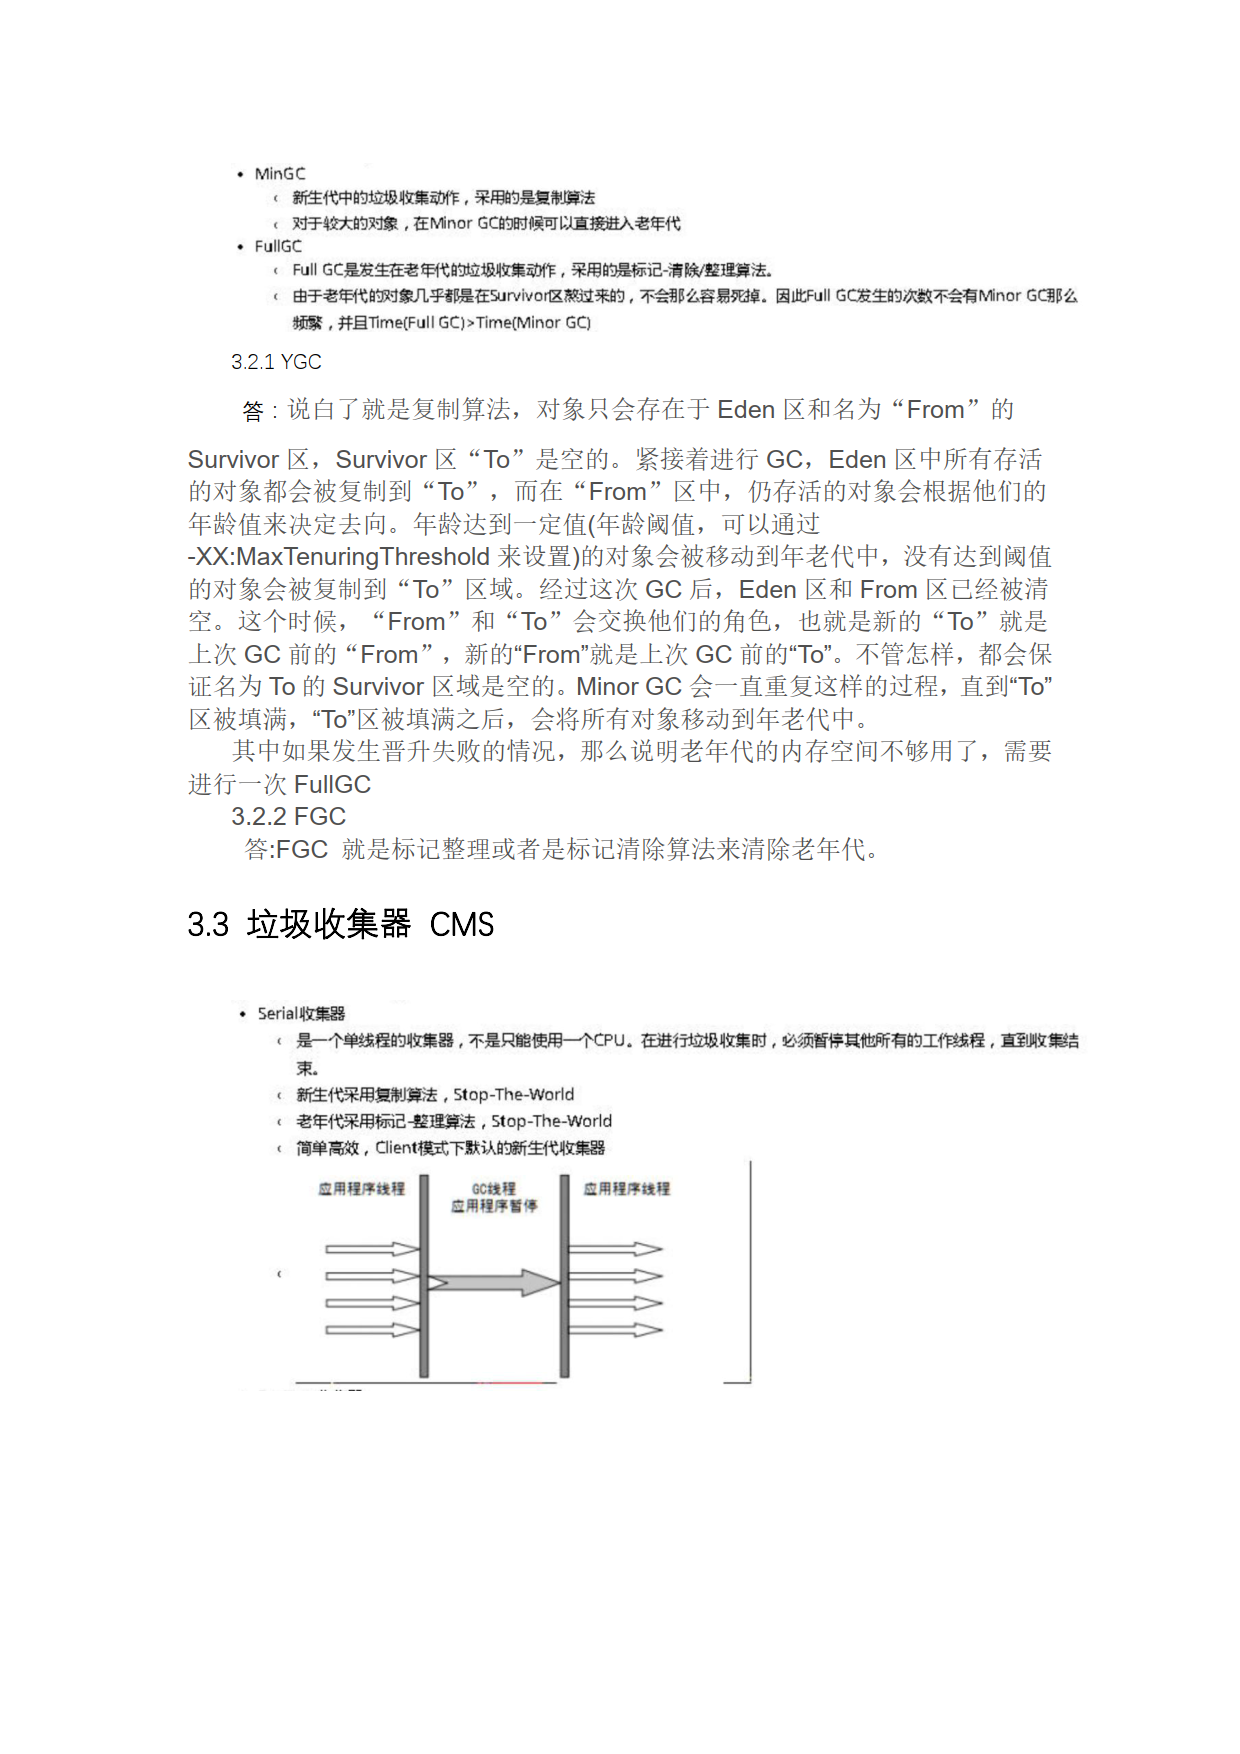 • MinGC
‹ 新生代中的垃圾收集动作，采用的是复制算法
‹ 对于较大的对象，在Minor GC的时候可以直接进入老年代
• FullGC
‹ Full GC是发生在老年代的垃圾收集动作，采用的是标记-清除/整理算法。
‹ 由于老年代的对象几乎都是在Survivor区熬过来的，不会那么容易死掉。因此Full GC发生的次数不会有Minor GC那么
频繁，并且Time(Full GC)>Time(Minor GC)
3.2.1 YGC
答：说白了就是复制算法，对象只会存在于 Eden 区和名为“From”的
Survivor 区，Survivor 区“To”是空的。紧接着进行 GC，Eden 区中所有存活
的对象都会被复制到“To”，而在“From”区中，仍存活的对象会根据他们的
年龄值来决定去向。年龄达到一定值(年龄阈值，可以通过
-XX:MaxTenuringThreshold 来设置)的对象会被移动到年老代中，没有达到阈值
的对象会被复制到“To”区域。经过这次 GC 后，Eden 区和 From 区已经被清
空。这个时候，“From”和“To”会交换他们的角色，也就是新的“To”就是
上次 GC 前的“From”，新的“From”就是上次 GC 前的“To”。不管怎样，都会保
证名为 To 的 Survivor 区域是空的。Minor GC 会一直重复这样的过程，直到“To”
区被填满，“To”区被填满之后，会将所有对象移动到年老代中。
其中如果发生晋升失败的情况，那么说明老年代的内存空间不够用了，需要
进行一次 FullGC
3.2.2 FGC
答:FGC 就是标记整理或者是标记清除算法来清除老年代。
3.3 垃圾收集器 CMS
• Serial收集器
‹ 是一个单线程的收集器，不是只能使用一个CPU。在进行垃圾收集时，必须暂停其他所有的工作线程，直到收集结
束。
‹ 新生代采用复制算法，Stop-The-World
‹ 老年代采用标记-整理算法，Stop-The-World
‹ 简单高效，Client模式下默认的新生代收集器
应用程序线程 GC线程 应用程序线程
应用程序暂停
‹